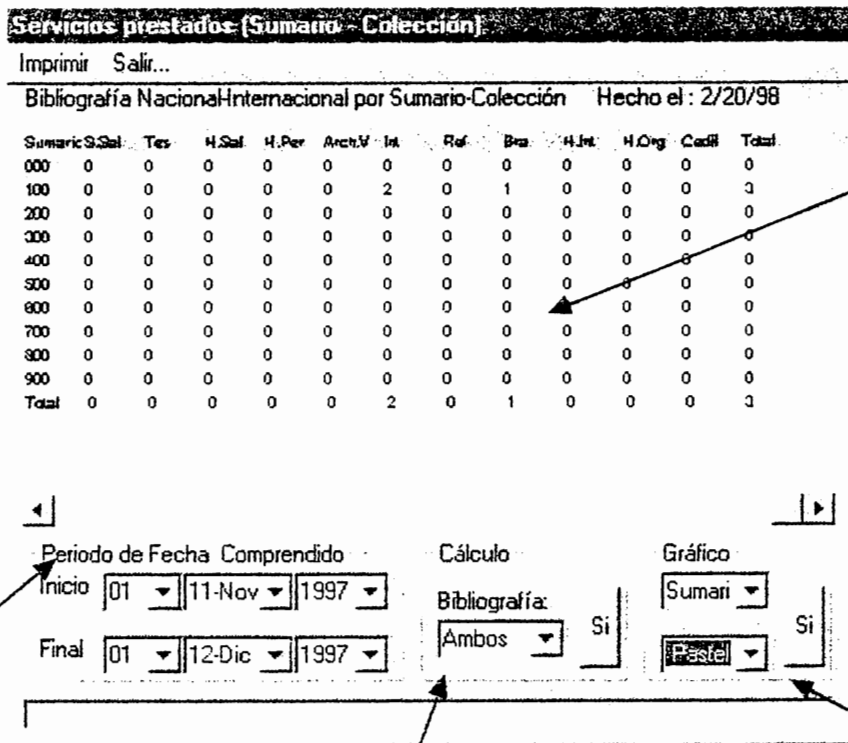 Servicios prestados (Sumario - Colección)
Imprimir Salir...
Bibliografía Nacional-Internacional por Sumario-Colección Hecho el : 2/20/98
Sumario S.Sal Tes H.Sal H.Per Arch.V Int Ref Bra H.Int H.Org Cedil Total
000 0 0 0 0 0 0 0 0 0 0 0 0
100 0 0 0 0 0 2 0 1 0 0 0 3
200 0 0 0 0 0 0 0 0 0 0 0 0
300 0 0 0 0 0 0 0 0 0 0 0 0
400 0 0 0 0 0 0 0 0 0 0 0 0
500 0 0 0 0 0 0 0 0 0 0 0 0
600 0 0 0 0 0 0 0 0 0 0 0
700 0 0 0 0 0 0 0 0 0 0 0 0
800 0 0 0 0 0 0 0 0 0 0 0 0
900 0 0 0 0 0 0 0 0 0 0 0 0
Total 0 0 0 0 0 2 0 1 0 0 0 3
Periodo de Fecha Comprendido Cálculo Gráfico
Inicio 01 11-Nov 1997 Bibliografía: Sumari
Final 01 12-Dic 1997 Ambos Si Pastel Si